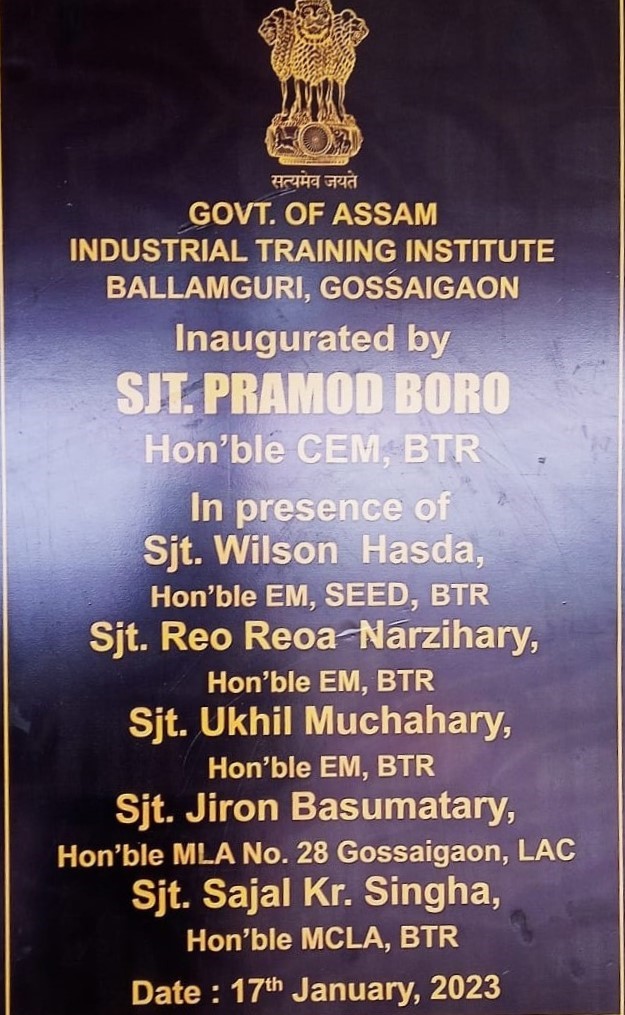 सत्यमेव जयते
GOVT. OF ASSAM
INDUSTRIAL TRAINING INSTITUTE
BALLAMGURI, GOSSAIGAON
Inaugurated by
SJT. PRAMOD BORO
Hon'ble CEM, BTR
In presence of
Sjt. Wilson Hasda,
Hon'ble EM, SEED, BTR
Sjt. Reo Reoa Narzihary,
Hon'ble EM, BTR
Sjt. Ukhil Muchahary,
Hon'ble EM, BTR
Sjt. Jiron Basumatary,
Hon'ble MLA No. 28 Gossaigaon, LAC
Sjt. Sajal Kr. Singha,
Hon'ble MCLA, BTR
Date : 17th January, 2023